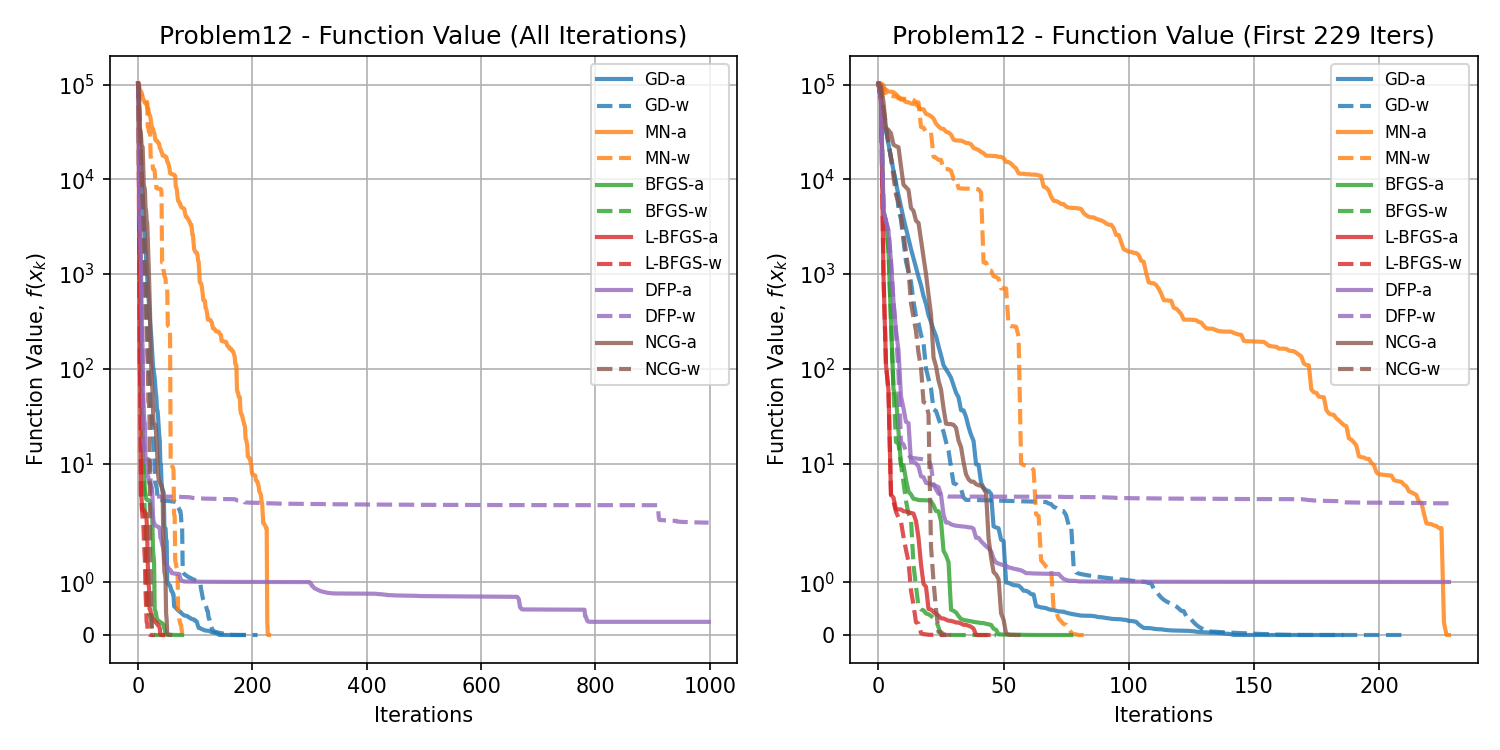 Problem12 - Function Value (All Iterations)
Function Value, f(x_k)
10^5
10^4
10^3
10^2
10^1
10^0
0
0
200
400
600
800
1000
Iterations
GD-a
GD-w
MN-a
MN-w
BFGS-a
BFGS-w
L-BFGS-a
L-BFGS-w
DFP-a
DFP-w
NCG-a
NCG-w
Problem12 - Function Value (First 229 Iters)
Function Value, f(x_k)
10^5
10^4
10^3
10^2
10^1
10^0
0
0
50
100
150
200
Iterations
GD-a
GD-w
MN-a
MN-w
BFGS-a
BFGS-w
L-BFGS-a
L-BFGS-w
DFP-a
DFP-w
NCG-a
NCG-w